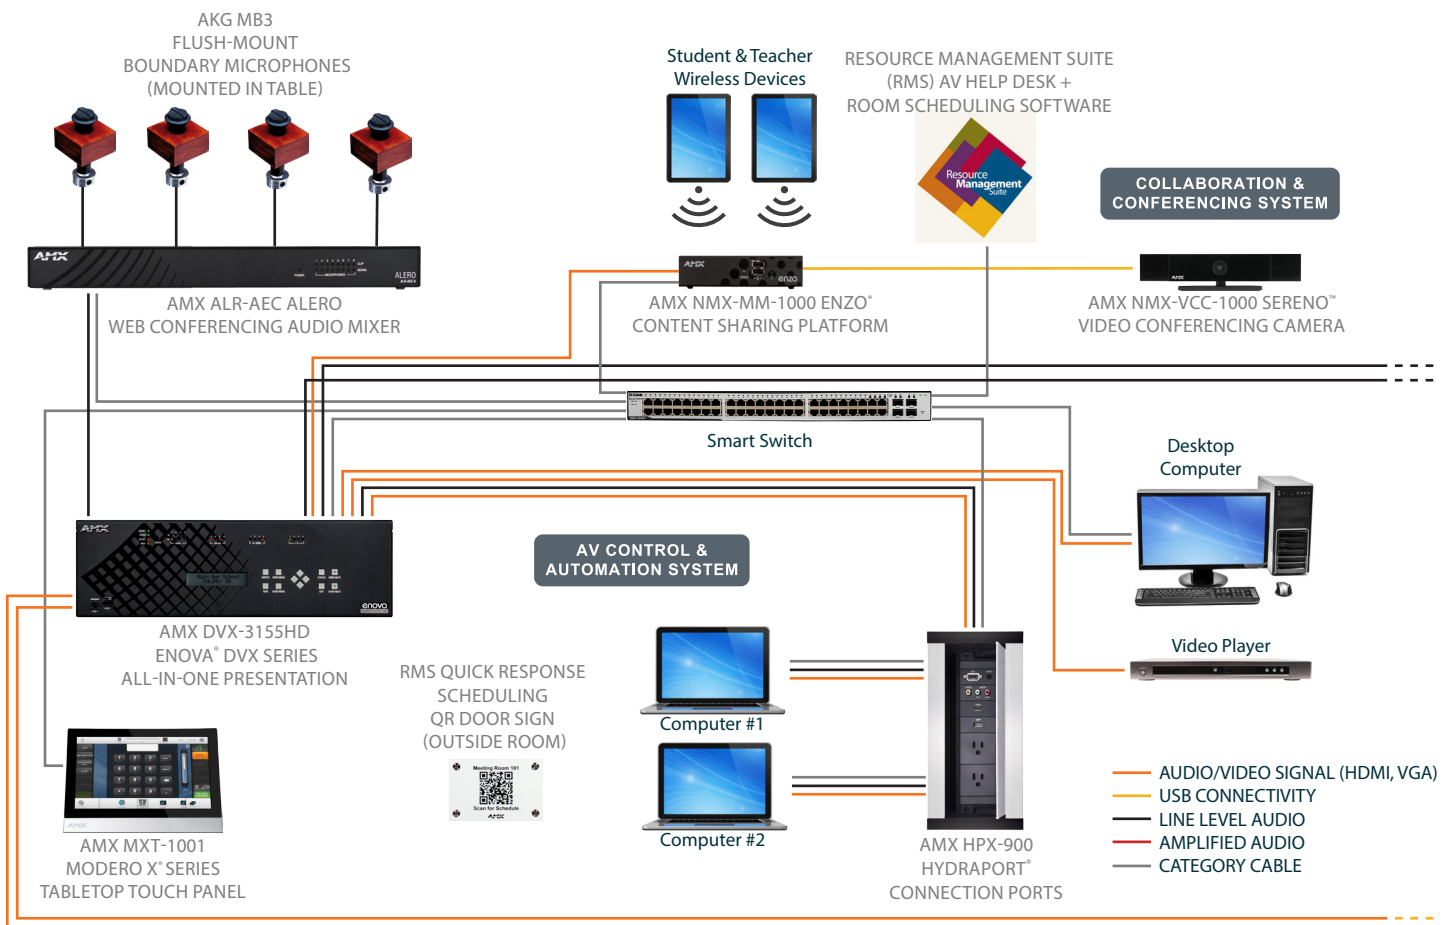 AKG MB3
FLUSH-MOUNT
BOUNDARY MICROPHONES
(MOUNTED IN TABLE)
Student & Teacher
Wireless Devices
RESOURCE MANAGEMENT SUITE
(RMS) AV HELP DESK +
ROOM SCHEDULING SOFTWARE
Resource
Management
Suite
COLLABORATION &
CONFERENCING SYSTEM
AMX
POWER
MICROPHONES
CLIP
SIGNAL
ALERO
AMX ALR-AEC ALERO
WEB CONFERENCING AUDIO MIXER
AMX
enzo
AMX NMX-MM-1000 ENZO®
CONTENT SHARING PLATFORM
AMX
AMX NMX-VCC-1000 SERENO™
VIDEO CONFERENCING CAMERA
D-Link
Smart Switch
Desktop
Computer
AMX
enova
AMX DVX-3155HD
ENOVA® DVX SERIES
ALL-IN-ONE PRESENTATION
AV CONTROL &
AUTOMATION SYSTEM
Video Player
RMS QUICK RESPONSE
SCHEDULING
QR DOOR SIGN
(OUTSIDE ROOM)
Meeting Room 101
Scan for Schedule
AMX
Computer #1
Computer #2
AMX
AMX MXT-1001
MODERO X® SERIES
TABLETOP TOUCH PANEL
AMX HPX-900
HYDRAPORT®
CONNECTION PORTS
AUDIO/VIDEO SIGNAL (HDMI, VGA)
USB CONNECTIVITY
LINE LEVEL AUDIO
AMPLIFIED AUDIO
CATEGORY CABLE